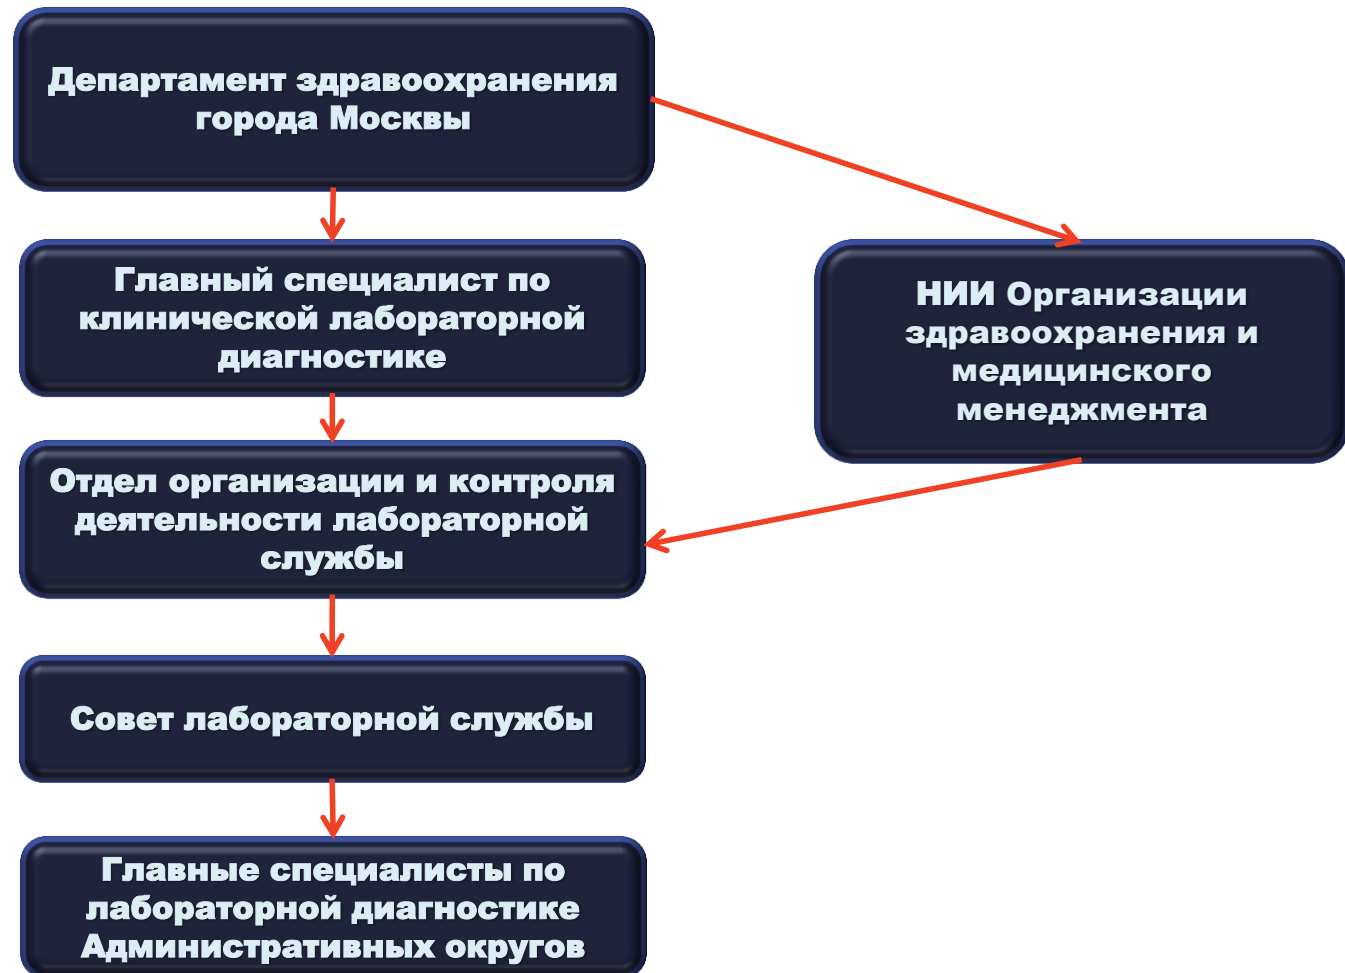 Департамент здравоохранения
города Москвы
Главный специалист по
клинической лабораторной
диагностике
НИИ Организации
здравоохранения и
медицинского
менеджмента
Отдел организации и контроля
деятельности лабораторной
службы
Совет лабораторной службы
Главные специалисты по
лабораторной диагностике
Административных округов